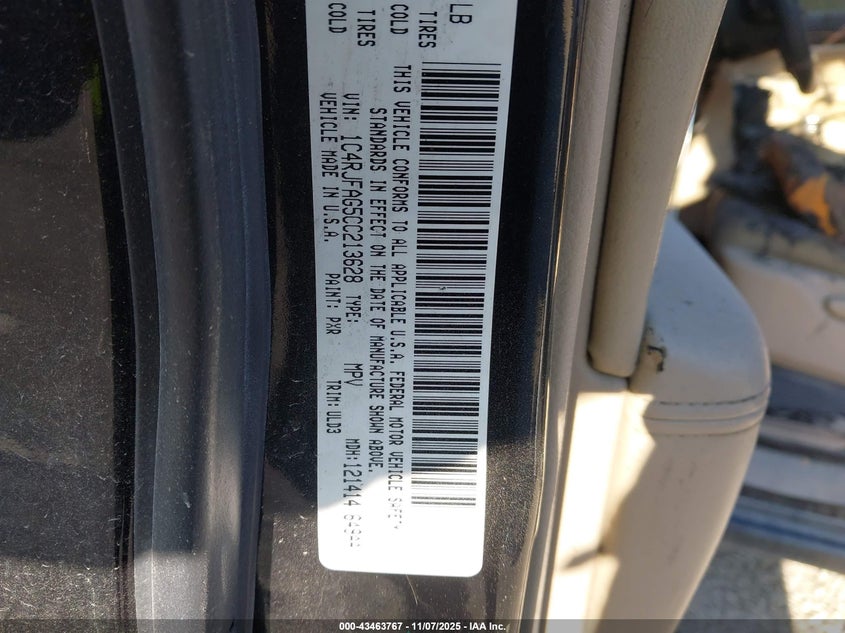 LB
TIRES
COLD
TIRES
COLD
THIS VEHICLE CONFORMS TO ALL APPLICABLE U.S.A. FEDERAL MOTOR VEHICLE SAFETY
STANDARDS IN EFFECT ON THE DATE OF MANUFACTURE SHOWN ABOVE.
VIN: 1C4RJFAG5CC213628 TYPE: MPV MDH:121414
VEHICLE MADE IN U.S.A. PAINT: PXR TRIM: ULD3
000-43463767 - 11/07/2025 - IAA Inc.